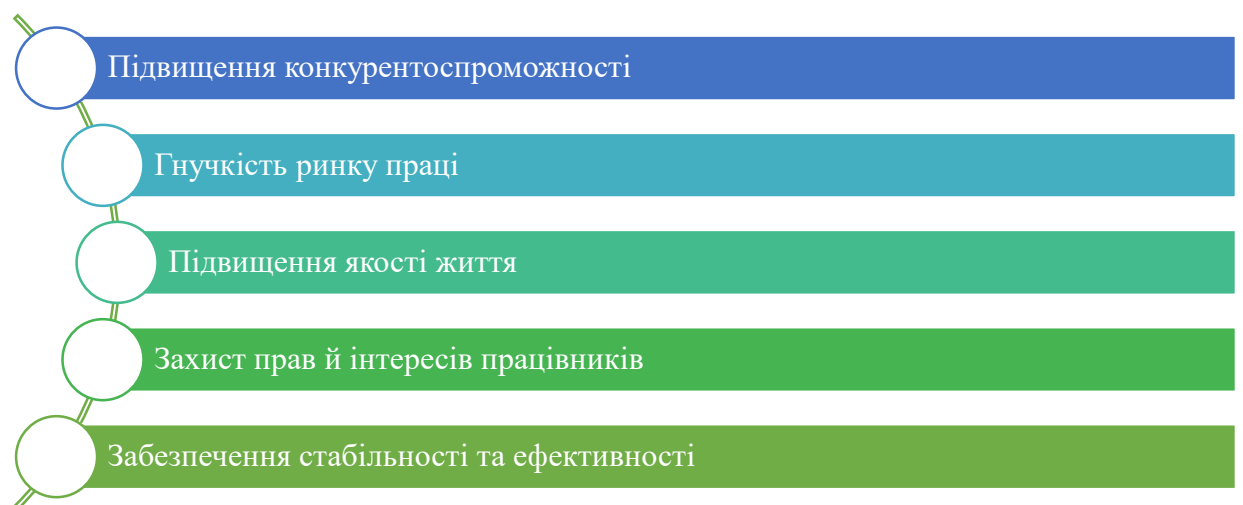 Підвищення конкурентоспроможності
Гнучкість ринку праці
Підвищення якості життя
Захист прав й інтересів працівників
Забезпечення стабільності та ефективності